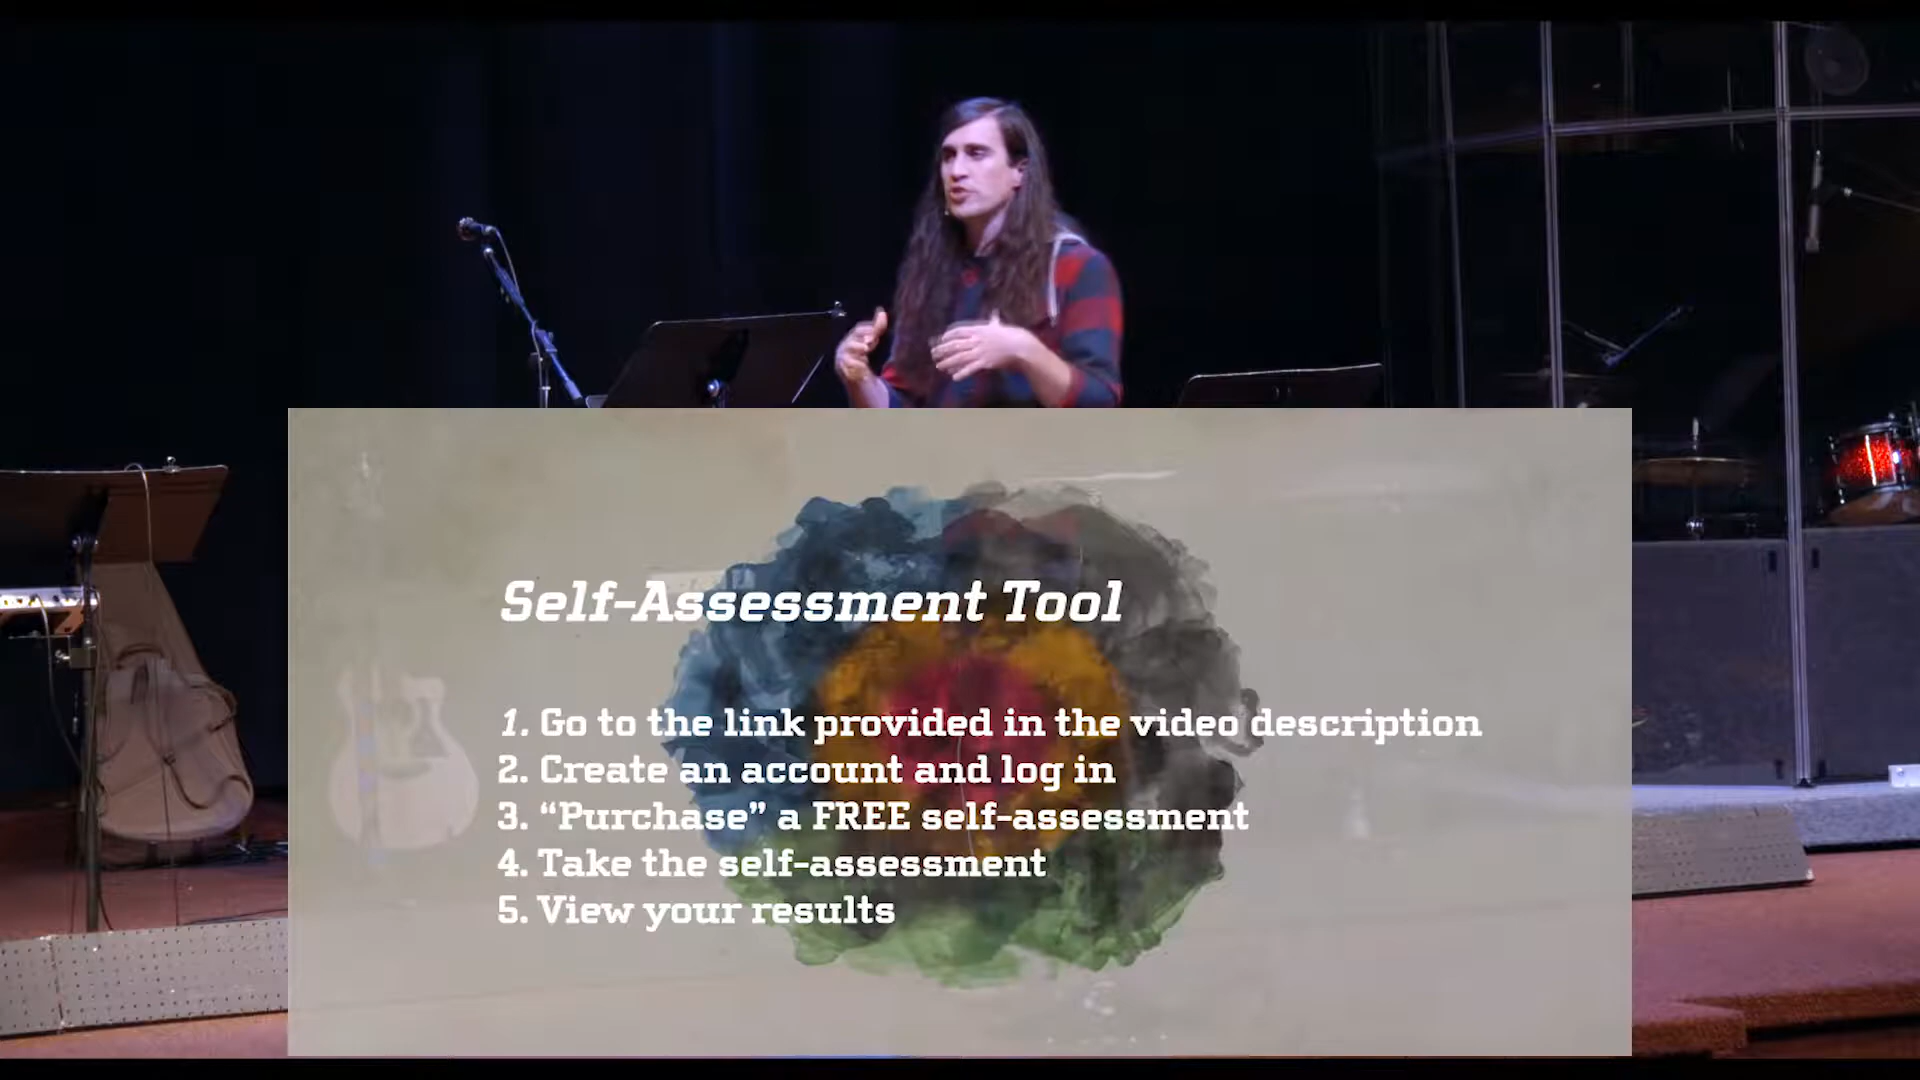 Self-Assessment Tool
1. Go to the link provided in the video description
2. Create an account and log in
3. “Purchase” a FREE self-assessment
4. Take the self-assessment
5. View your results